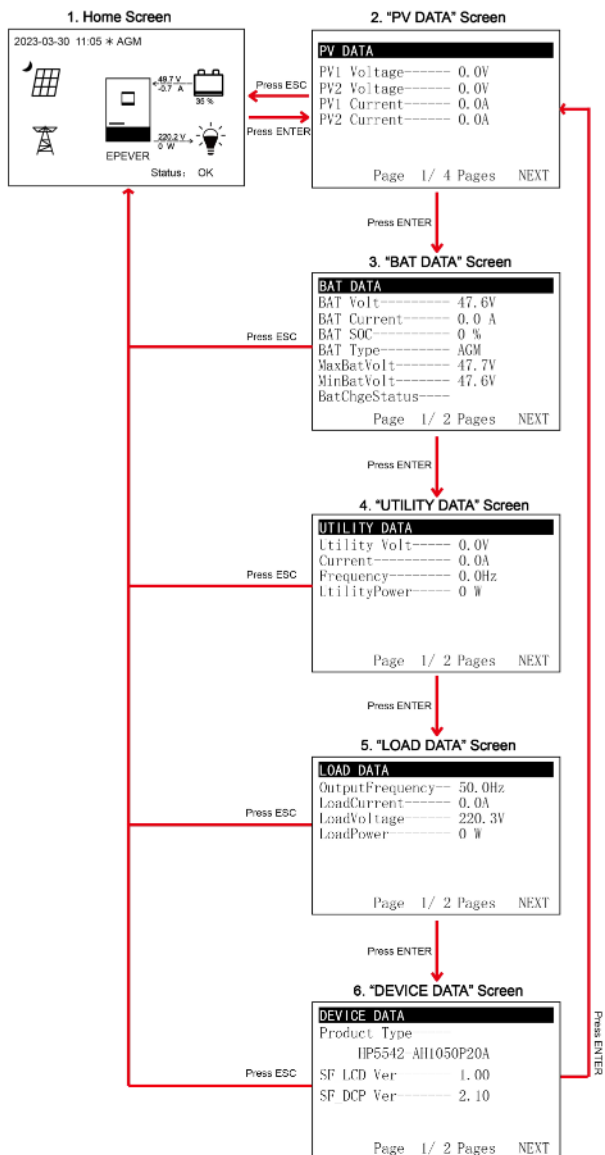 1. Home Screen
2023-03-30 11:05 ☀ AGM
48.7 V
-0.7 A
35 %
220.2 V
0 W
EPEVER
Status: OK
Press ESC
Press ENTER
2. "PV DATA" Screen
PV DATA
PV1 Voltage------ 0.0V
PV2 Voltage------ 0.0V
PV1 Current------ 0.0A
PV2 Current------ 0.0A
Page 1/ 4 Pages NEXT
Press ENTER
3. "BAT DATA" Screen
BAT DATA
BAT Volt--------- 47.6V
BAT Current------ 0.0 A
BAT SOC---------- 0 %
BAT Type--------- AGM
MaxBatVolt------- 47.7V
MinBatVolt------- 47.6V
BatChgeStatus----
Page 1/ 2 Pages NEXT
Press ESC
Press ENTER
4. "UTILITY DATA" Screen
UTILITY DATA
Utility Volt----- 0.0V
Current---------- 0.0A
Frequency-------- 0.0Hz
UtilityPower----- 0 W
Page 1/ 2 Pages NEXT
Press ESC
Press ENTER
5. "LOAD DATA" Screen
LOAD DATA
OutputFrequency-- 50.0Hz
LoadCurrent------ 0.0A
LoadVoltage------ 220.3V
LoadPower-------- 0 W
Page 1/ 2 Pages NEXT
Press ESC
Press ENTER
6. "DEVICE DATA" Screen
DEVICE DATA
Product Type-----
HP5542-AH1050P20A
SF_LCD Ver------- 1.00
SF_DCP Ver------- 2.10
Page 1/ 2 Pages NEXT
Press ESC
Press ENTER